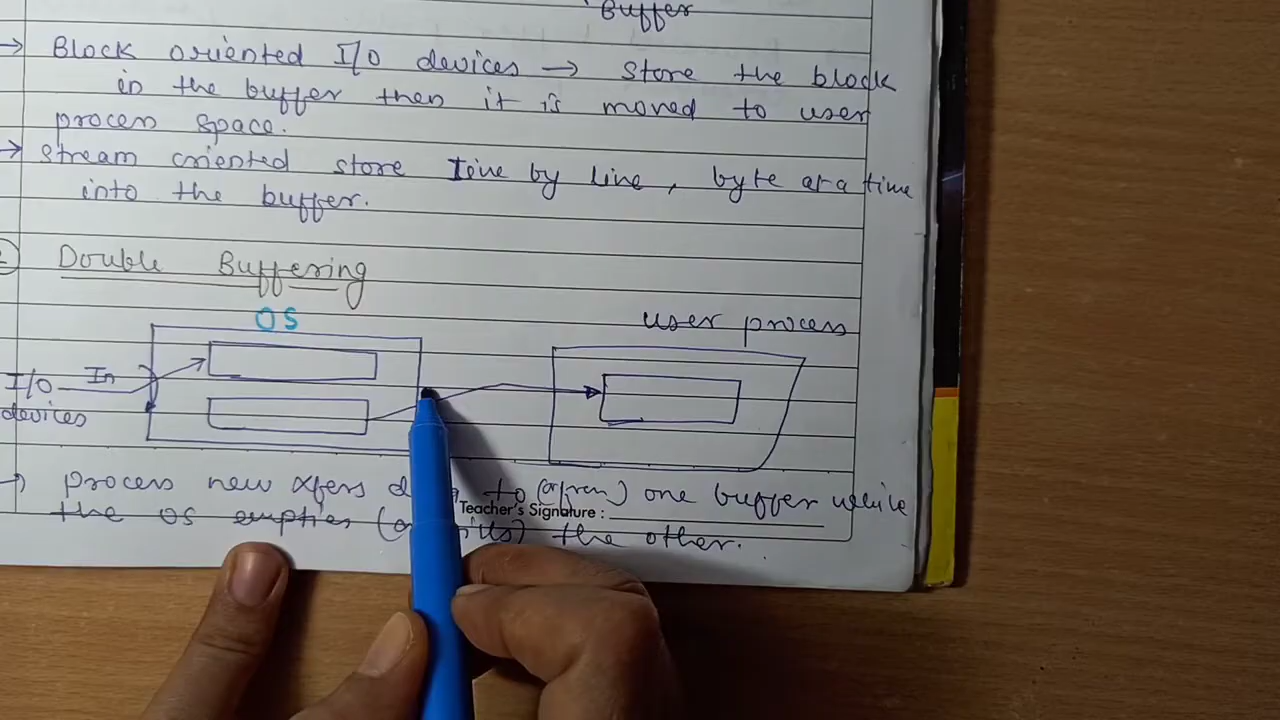 Buffer
→ Block oriented I/O devices → store the block
in the buffer then it is moved to user
process space.
→ Stream oriented store line by line, byte at a time
into the buffer.
Double Buffering
OS
user process
I/O In
devices
→ process new xfers to (or from) one buffer while
Teacher's Signature :
the OS empties (or fills) the other.